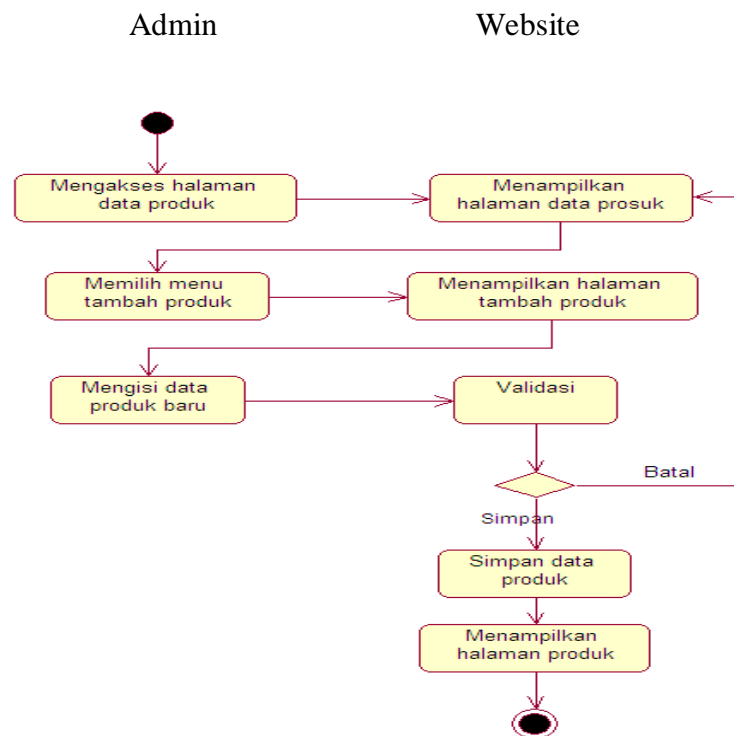 Admin
Website
Mengakses halaman
data produk
Menampilkan
halaman data prosuk
Memilih menu
tambah produk
Menampilkan halaman
tambah produk
Mengisi data
produk baru
Validasi
Batal
Simpan
Simpan data
produk
Menampilkan
halaman produk